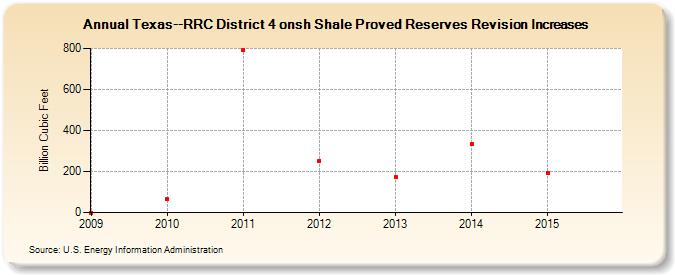 Annual Texas--RRC District 4 onsh Shale Proved Reserves Revision Increases
Billion Cubic Feet
800
600
400
200
0
2009 2010 2011 2012 2013 2014 2015
Source: U.S. Energy Information Administration